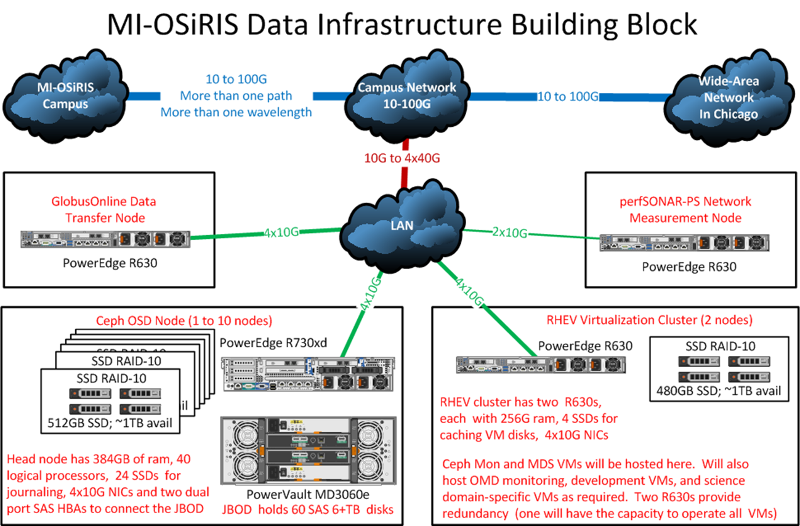 MI-OSiRIS Data Infrastructure Building Block
MI-OSiRIS
Campus
10 to 100G
More than one path
More than one wavelength
Campus Network
10-100G
10 to 100G
Wide-Area
Network
In Chicago
10G to 4x40G
GlobusOnline Data
Transfer Node
PowerEdge R630
4x10G
LAN
2x10G
perfSONAR-PS Network
Measurement Node
PowerEdge R630
4x10G
4x10G
Ceph OSD Node (1 to 10 nodes)
SSD RAID-10
SSD RAID-10
512GB SSD; ~1TB avail
PowerEdge R730xd
Head node has 384GB of ram, 40
logical processors, 24 SSDs for
journaling, 4x10G NICs and two dual
port SAS HBAs to connect the JBOD
PowerVault MD3060e
JBOD holds 60 SAS 6+TB disks
RHEV Virtualization Cluster (2 nodes)
PowerEdge R630
SSD RAID-10
480GB SSD; ~1TB avail
RHEV cluster has two R630s,
each with 256G ram, 4 SSDs for
caching VM disks, 4x10G NICs
Ceph Mon and MDS VMs will be hosted here. Will also
host OMD monitoring, development VMs, and science
domain-specific VMs as required. Two R630s provide
redundancy (one will have the capacity to operate all VMs)